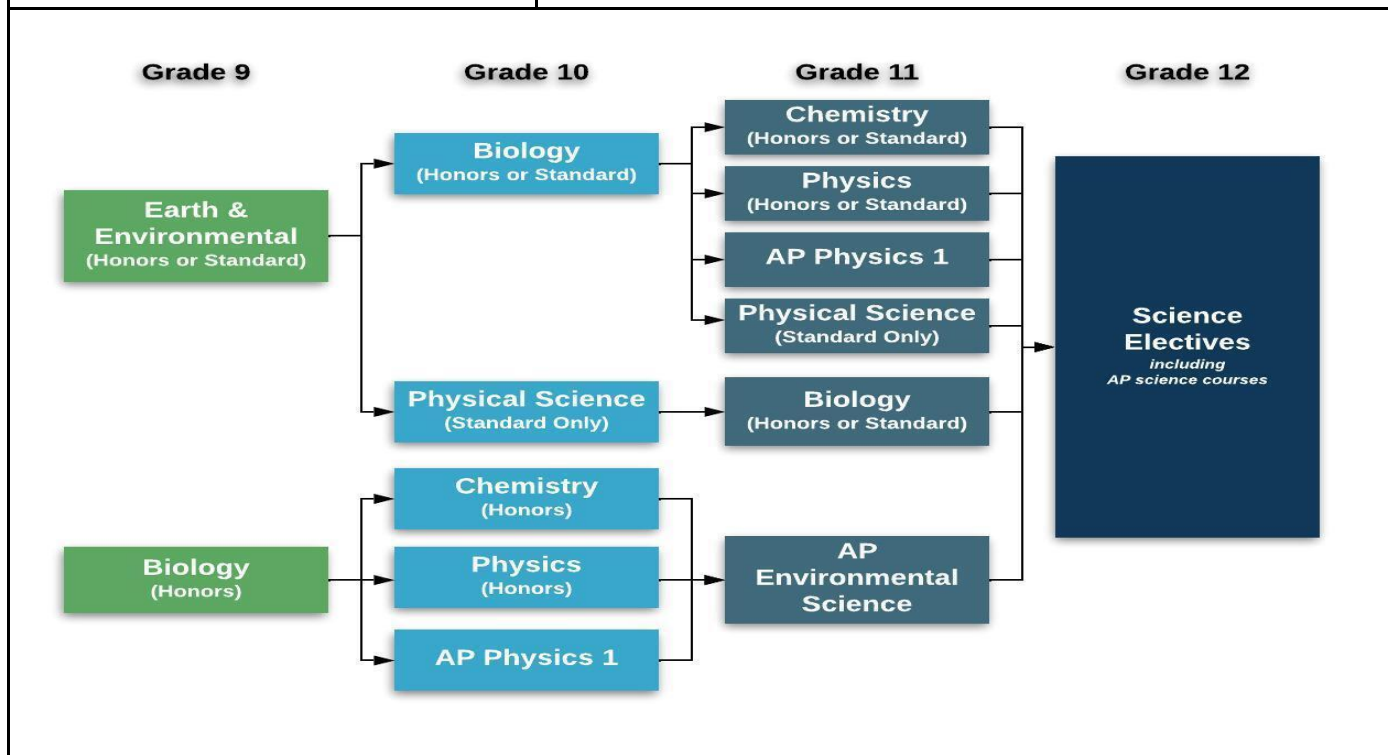 Grade 9
Grade 10
Grade 11
Grade 12
Earth &
Environmental
(Honors or Standard)
Biology
(Honors)
Biology
(Honors or Standard)
Physical Science
(Standard Only)
Chemistry
(Honors)
Physics
(Honors)
AP Physics 1
Chemistry
(Honors or Standard)
Physics
(Honors or Standard)
AP Physics 1
Physical Science
(Standard Only)
Biology
(Honors or Standard)
AP
Environmental
Science
Science
Electives
including
AP science courses